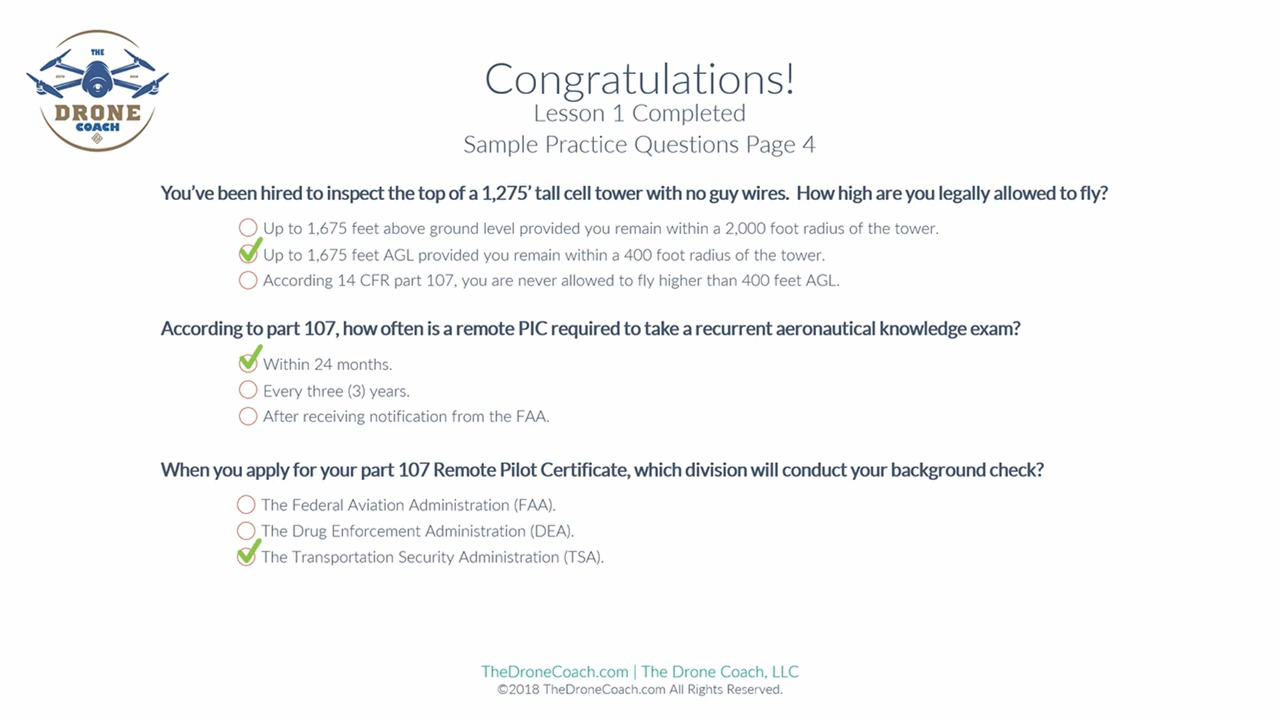 THE
DRONE
COACH
Congratulations!
Lesson 1 Completed
Sample Practice Questions Page 4
You've been hired to inspect the top of a 1,275' tall cell tower with no guy wires. How high are you legally allowed to fly?
Up to 1,675 feet above ground level provided you remain within a 2,000 foot radius of the tower.
Up to 1,675 feet AGL provided you remain within a 400 foot radius of the tower.
According 14 CFR part 107, you are never allowed to fly higher than 400 feet AGL.
According to part 107, how often is a remote PIC required to take a recurrent aeronautical knowledge exam?
Within 24 months.
Every three (3) years.
After receiving notification from the FAA.
When you apply for your part 107 Remote Pilot Certificate, which division will conduct your background check?
The Federal Aviation Administration (FAA).
The Drug Enforcement Administration (DEA).
The Transportation Security Administration (TSA).
TheDroneCoach.com | The Drone Coach, LLC
©2018 TheDroneCoach.com All Rights Reserved.